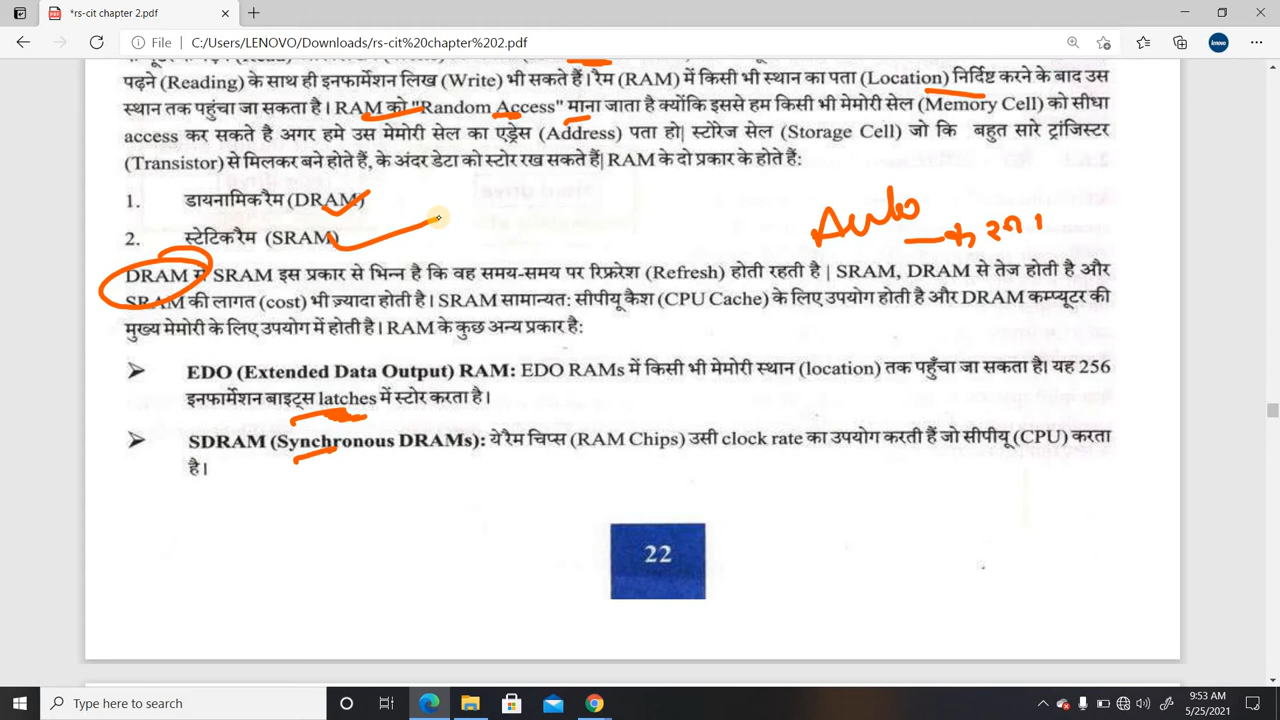 *rs-cit chapter 2.pdf
File C:/Users/LENOVO/Downloads/rs-cit%20chapter%202.pdf
पढ़ने (Reading) के साथ ही इनफार्मेशन लिख (Write) भी सकते हैं। रैम (RAM) में किसी भी स्थान का पता (Location) निर्दिष्ट करने के बाद उस
स्थान तक पहुंचा जा सकता है। RAM को "Random Access" माना जाता है क्योंकि इससे हम किसी भी मेमोरी सेल (Memory Cell) को सीधा
access कर सकते है अगर हमे उस मेमोरी सेल का एड्रेस (Address) पता हो| स्टोरेज सेल (Storage Cell) जो कि बहुत सारे ट्रांजिस्टर
(Transistor) से मिलकर बने होते हैं, के अंदर डेटा को स्टोर रख सकते हैं| RAM के दो प्रकार के होते हैं:
1. डायनामिक रैम (DRAM)
2. स्टेटिक रैम (SRAM)
Auto
DRAM में SRAM इस प्रकार से भिन्न है कि वह समय-समय पर रिफ्रेश (Refresh) होती रहती है | SRAM, DRAM से तेज होती है और
SRAM की लागत (cost) भी ज़्यादा होती है। SRAM सामान्यत: सीपीयू कैश (CPU Cache) के लिए उपयोग होती है और DRAM कम्प्यूटर की
मुख्य मेमोरी के लिए उपयोग में होती है। RAM के कुछ अन्य प्रकार है:
EDO (Extended Data Output) RAM: EDO RAMs में किसी भी मेमोरी स्थान (location) तक पहुँचा जा सकता है। यह 256
इनफार्मेशन बाइट्स latches में स्टोर करता है।
SDRAM (Synchronous DRAMs): ये रैम चिप्स (RAM Chips) उसी clock rate का उपयोग करती हैं जो सीपीयू (CPU) करता
है।
22
Type here to search
9:53 AM
5/25/2021